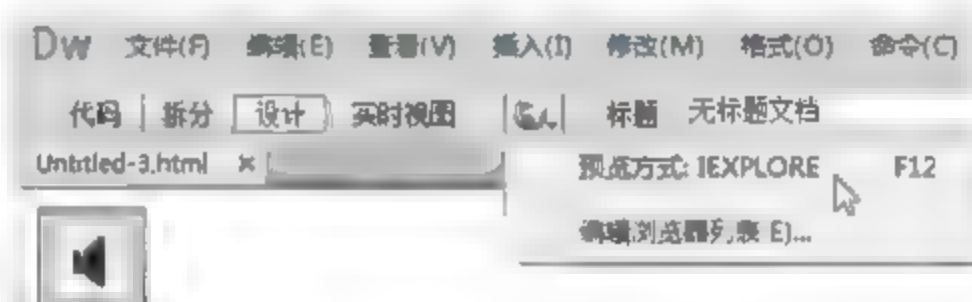 Dw 文件(F) 编辑(E) 查看(V) 插入(I) 修改(M) 格式(O) 命令(C)
代码 拆分 设计 实时视图 标题 无标题文档
Untitled-3.html × 预览方式: IEXPLORE F12
编辑浏览器列表 E)...